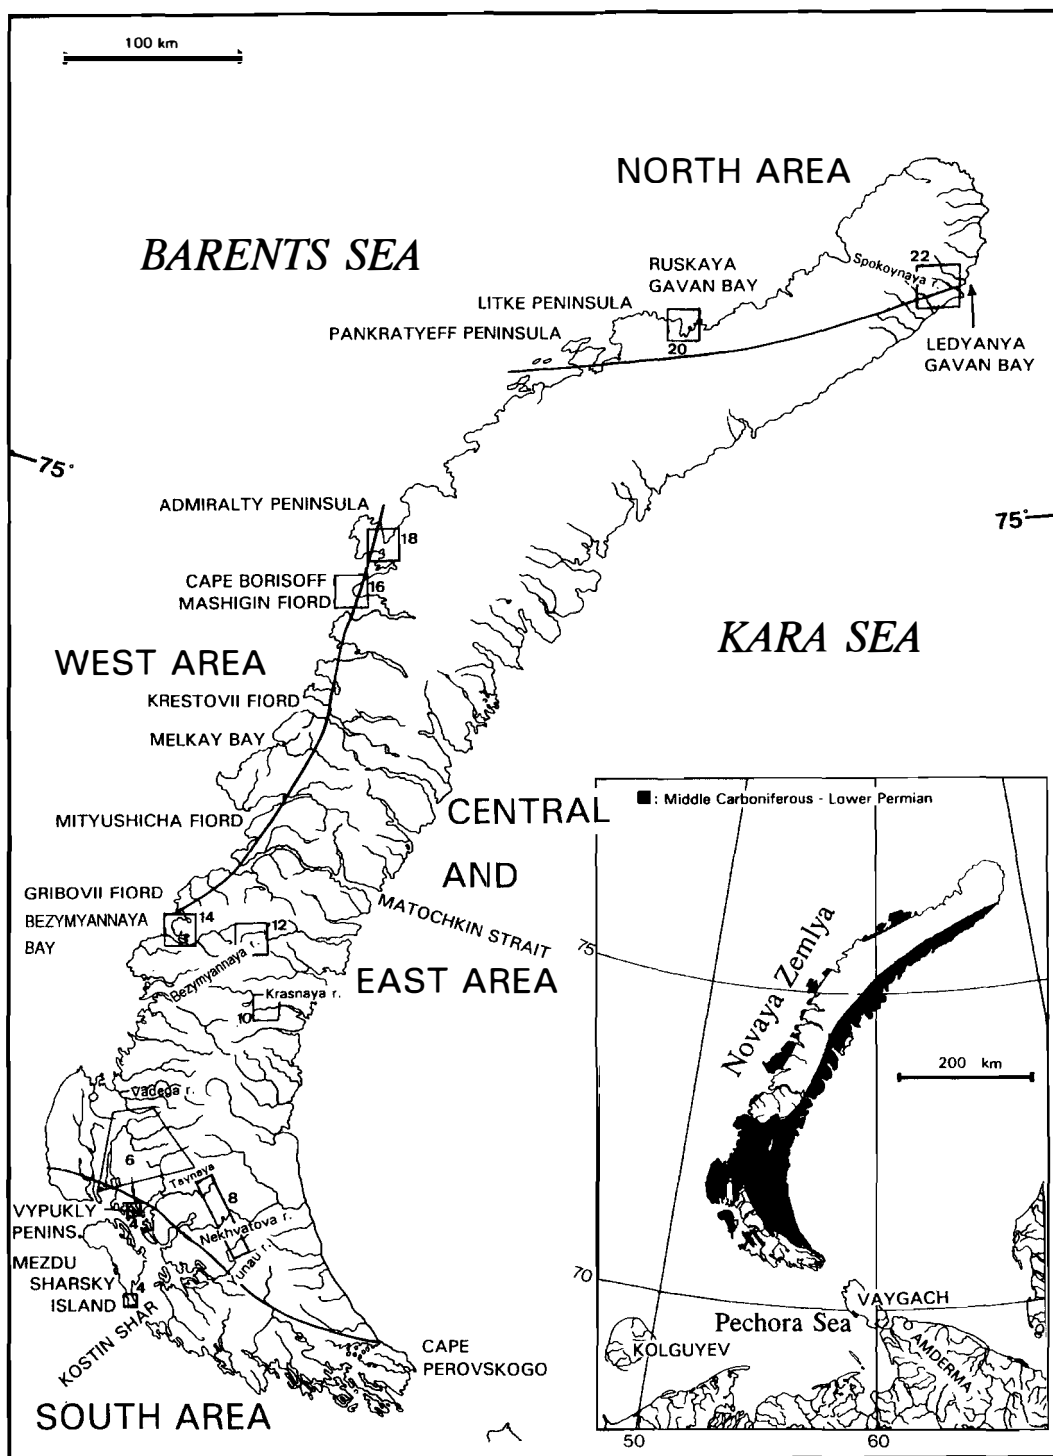 100 km
NORTH AREA
BARENTS SEA
22
Spokoynaya r.
RUSKAYA
GAVAN BAY
LITKE PENINSULA
PANKRATYEFF PENINSULA
20
LEDYANYA
GAVAN BAY
75°
ADMIRALTY PENINSULA
75°
18
CAPE BORISOFF
16
MASHIGIN FIORD
KARA SEA
WEST AREA
KRESTOVII FIORD
MELKAY BAY
MITYUSHICHA FIORD
CENTRAL
AND
EAST AREA
MATOCHKIN STRAIT
GRIBOVII FIORD
BEZYMYANNAYA
BAY
14
12
Bezymyannaya r.
Krasnaya r.
10
Vadega r.
6
Taynaya
8
VYPUKLY
PENINS.
Nekhvatova r.
Yunau r.
MEZDU
SHARSKY
ISLAND
4
KOSTIN SHAR
CAPE
PEROVSKOGO
SOUTH AREA
: Middle Carboniferous - Lower Permian
Novaya Zemlya
75
200 km
70
VAYGACH
Pechora Sea
KOLGUYEV
AMDERMA
50
60